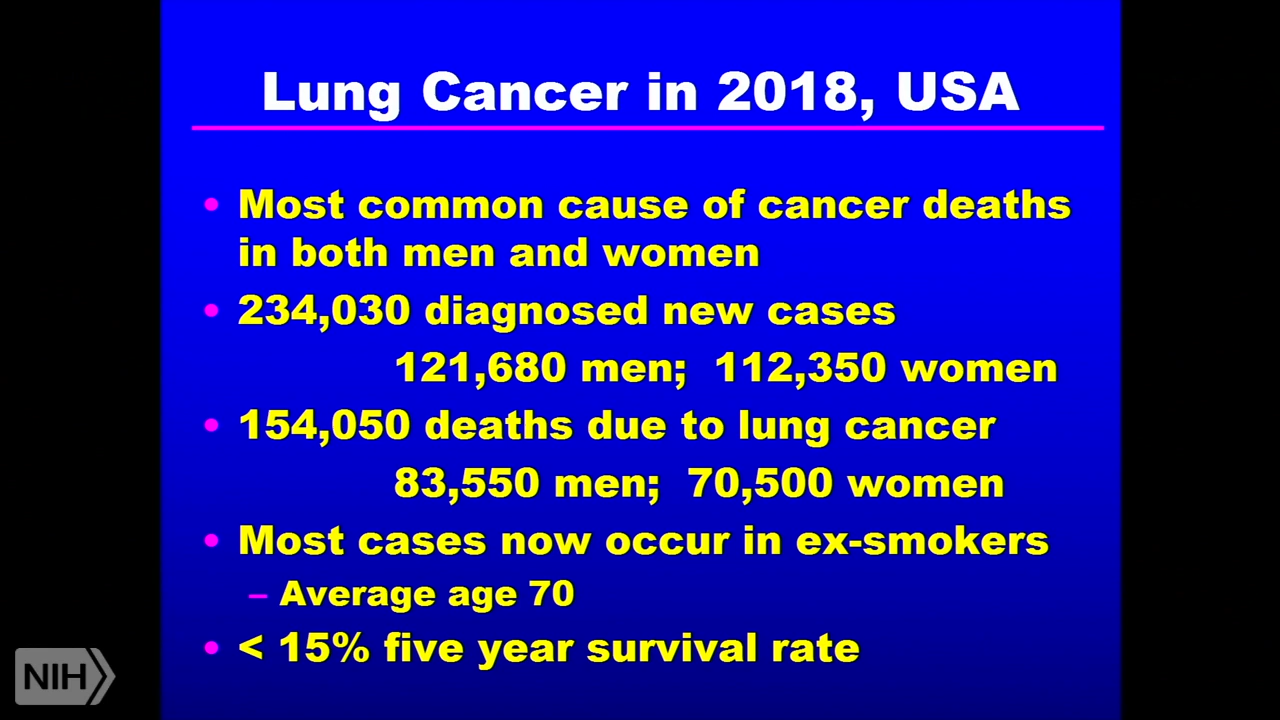 Lung Cancer in 2018, USA
• Most common cause of cancer deaths
in both men and women
• 234,030 diagnosed new cases
121,680 men; 112,350 women
• 154,050 deaths due to lung cancer
83,550 men; 70,500 women
• Most cases now occur in ex-smokers
– Average age 70
• < 15% five year survival rate
NIH